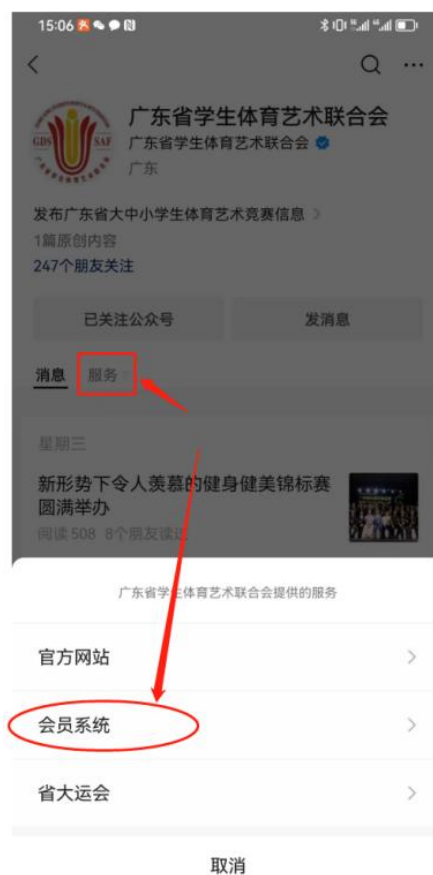 15:06
广东省学生体育艺术联合会
广东省学生体育艺术联合会
广东
GDS SAF
发布广东省大中小学生体育艺术竞赛信息
1篇原创内容
247个朋友关注
已关注公众号 发消息
消息 服务
星期三
新形势下令人羡慕的健身健美锦标赛
圆满举办
阅读 508 8个朋友读过
广东省学生体育艺术联合会提供的服务
官方网站
会员系统
省大运会
取消